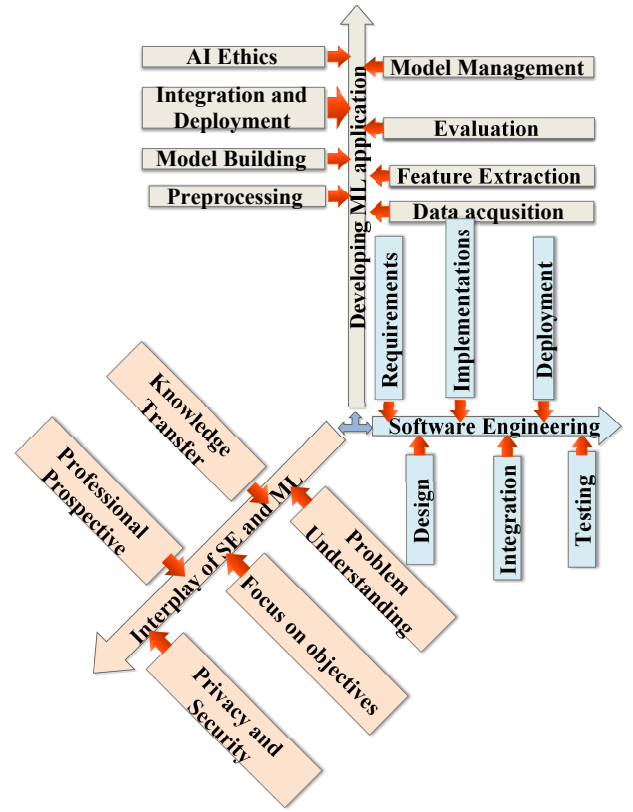 AI Ethics
Model Management
Integration and
Deployment
Evaluation
Model Building
Feature Extraction
Preprocessing
Data acqusition
Developing ML application
Requirements
Implementations
Deployment
Software Engineering
Design
Integration
Testing
Knowledge
Transfer
Professional
Prospective
Interplay of SE and ML
Problem
Understanding
Focus on objectives
Privacy and
Security